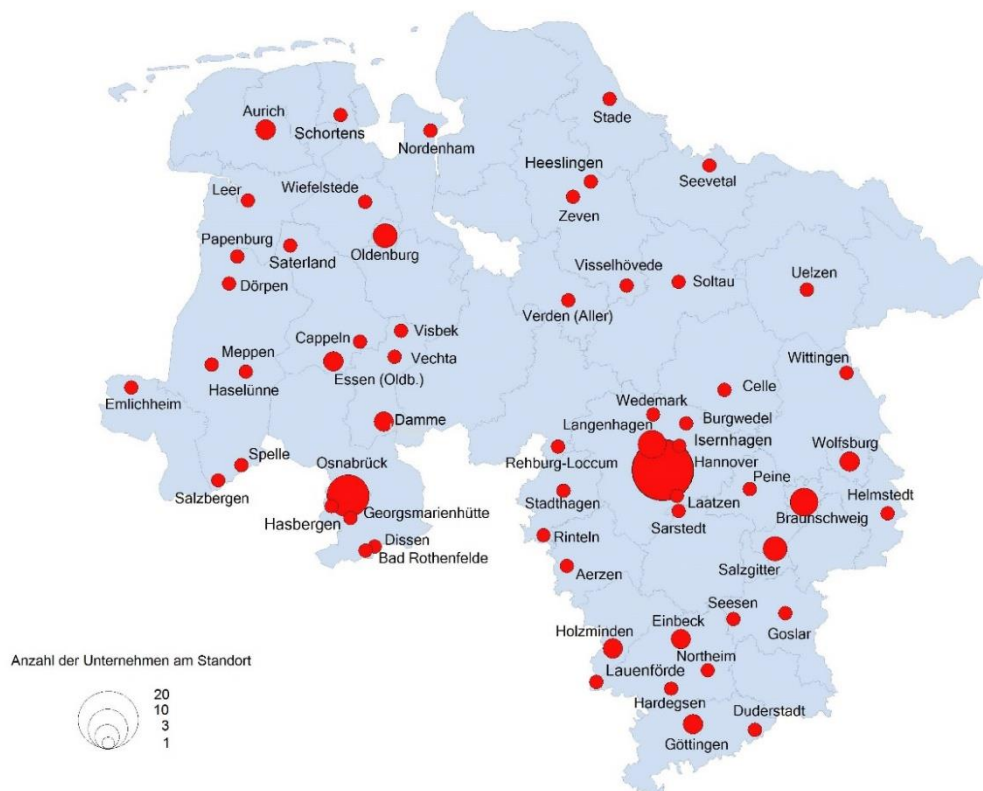 Aurich
Schortens
Nordenham
Stade
Heeslingen
Seevetal
Leer
Wiefelstede
Zeven
Papenburg
Saterland
Oldenburg
Dörpen
Visselhövede
Soltau
Uelzen
Verden (Aller)
Cappeln
Visbek
Meppen
Vechta
Wittingen
Haselünne
Essen (Oldb.)
Emlichheim
Celle
Wedemark
Damme
Langenhagen
Burgwedel
Isernhagen
Wolfsburg
Spelle
Osnabrück
Rehburg-Loccum
Hannover
Peine
Salzbergen
Stadthagen
Laatzen
Helmstedt
Hasbergen
Georgsmarienhütte
Sarstedt
Braunschweig
Dissen
Rinteln
Bad Rothenfelde
Salzgitter
Aerzen
Seesen
Holzminden
Einbeck
Goslar
Northeim
Lauenförde
Hardegsen
Duderstadt
Göttingen
Anzahl der Unternehmen am Standort
20
10
3
1